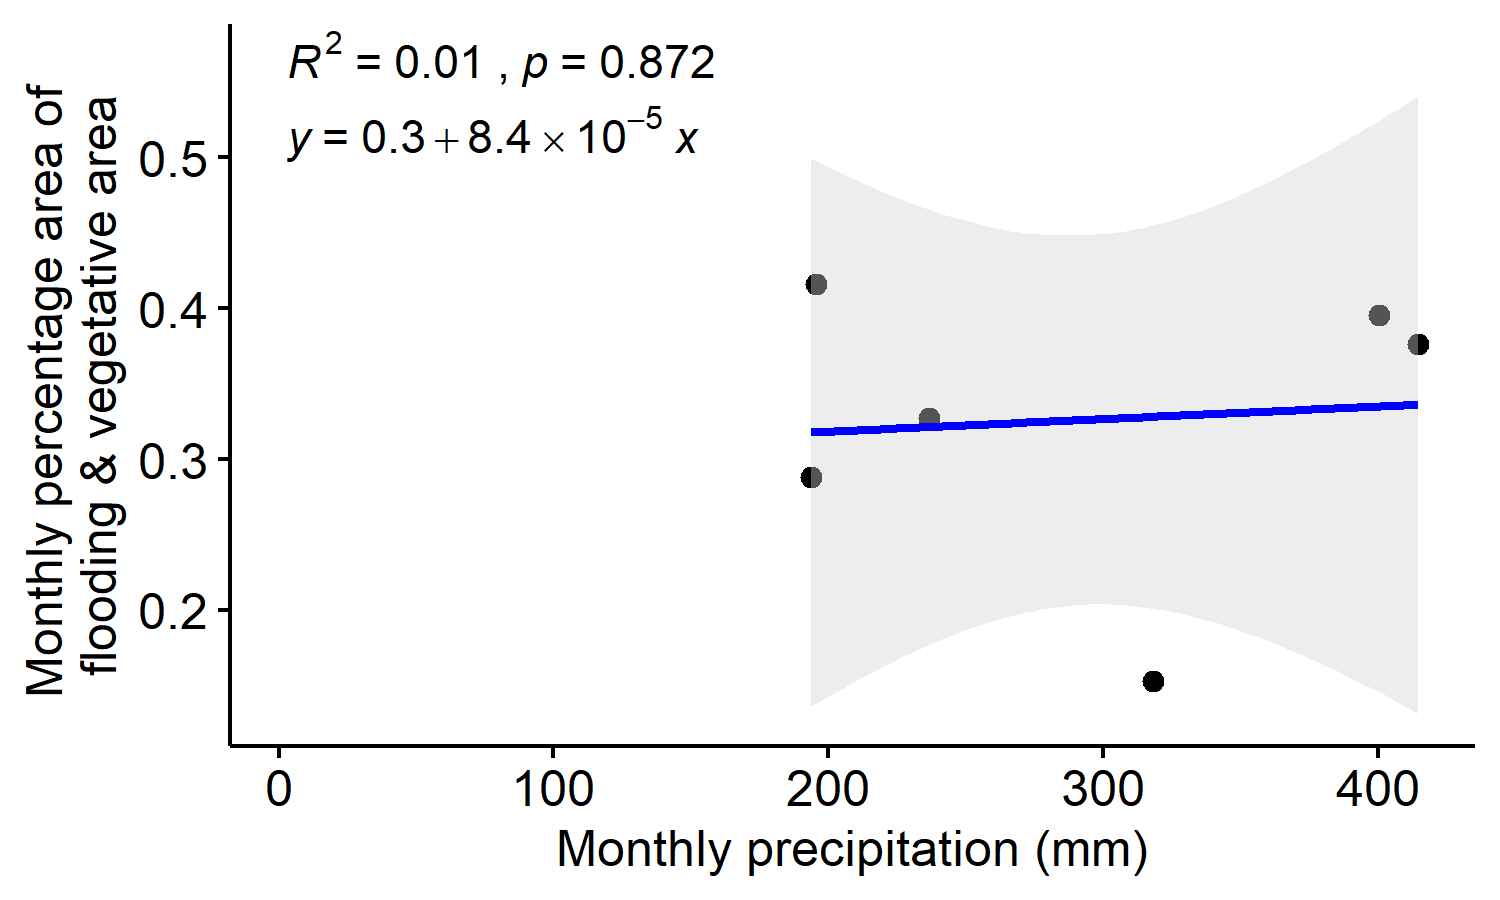 R² = 0.01 , p = 0.872
y = 0.3 + 8.4 × 10⁻⁵ x
Monthly percentage area of
flooding & vegetative area
0.5
0.4
0.3
0.2
0 100 200 300 400
Monthly precipitation (mm)